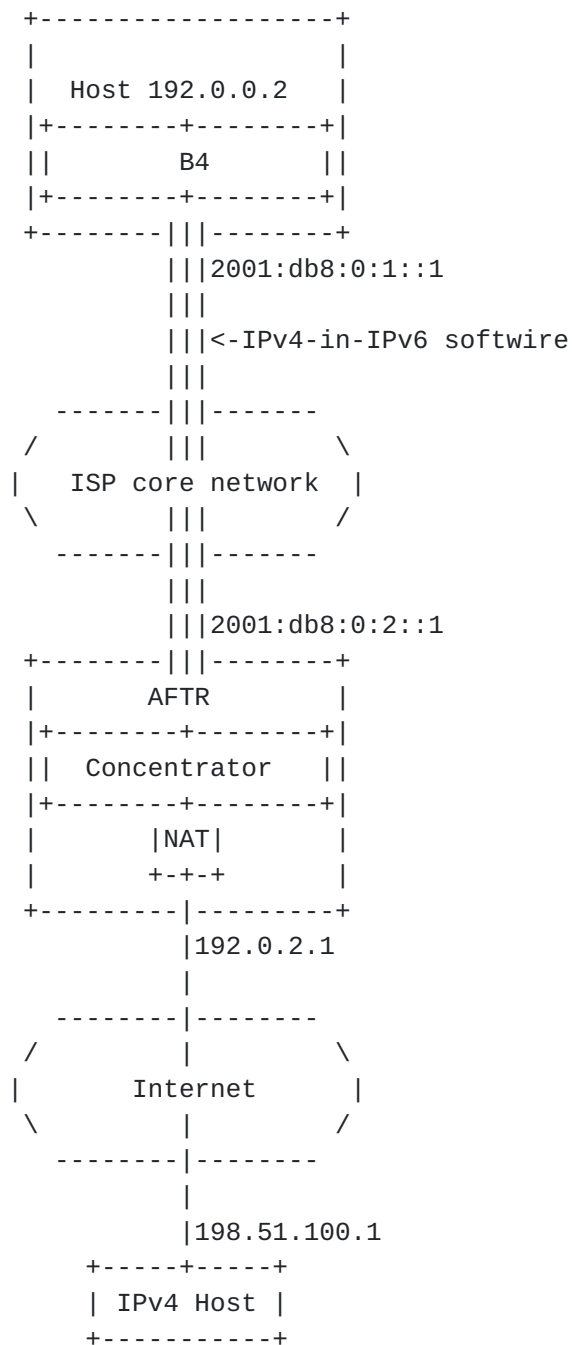 Host 192.0.0.2
B4
2001:db8:0:1::1
<-IPv4-in-IPv6 softwire
ISP core network
2001:db8:0:2::1
AFTR
Concentrator
|NAT|
192.0.2.1
Internet
198.51.100.1
IPv4 Host